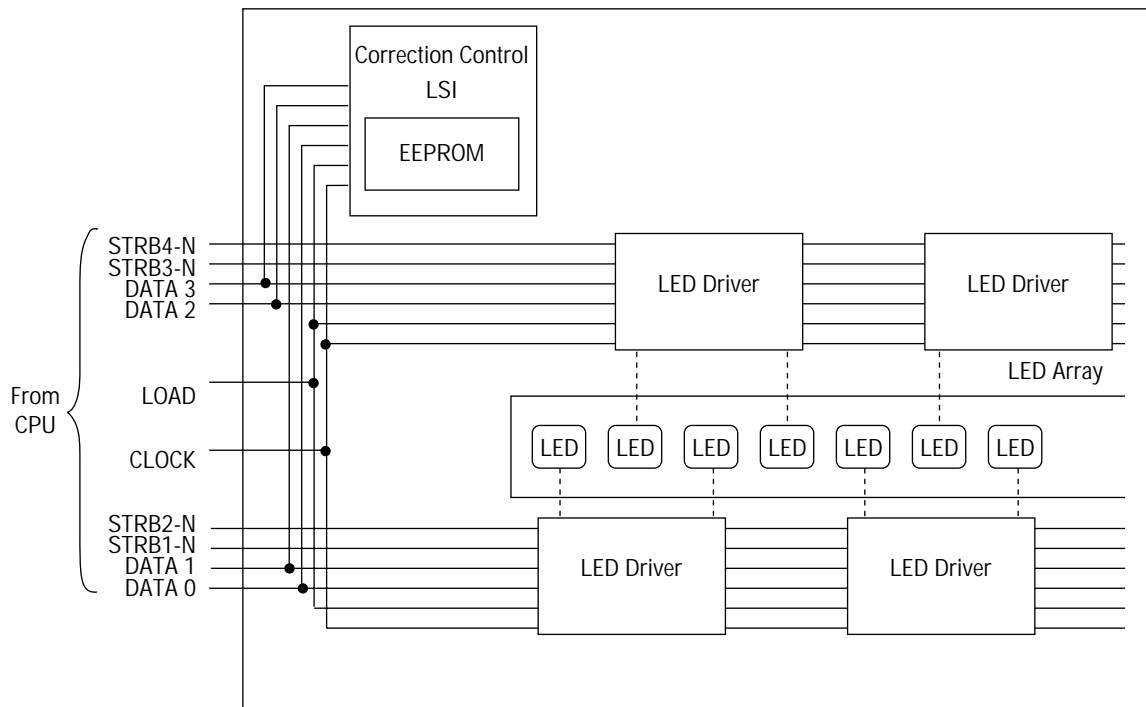 Correction Control
LSI
EEPROM
STRB4-N
STRB3-N
DATA 3
DATA 2
LED Driver
LED Driver
LED Array
From
CPU
LOAD
CLOCK
LED
LED
LED
LED
LED
LED
LED
STRB2-N
STRB1-N
DATA 1
DATA 0
LED Driver
LED Driver